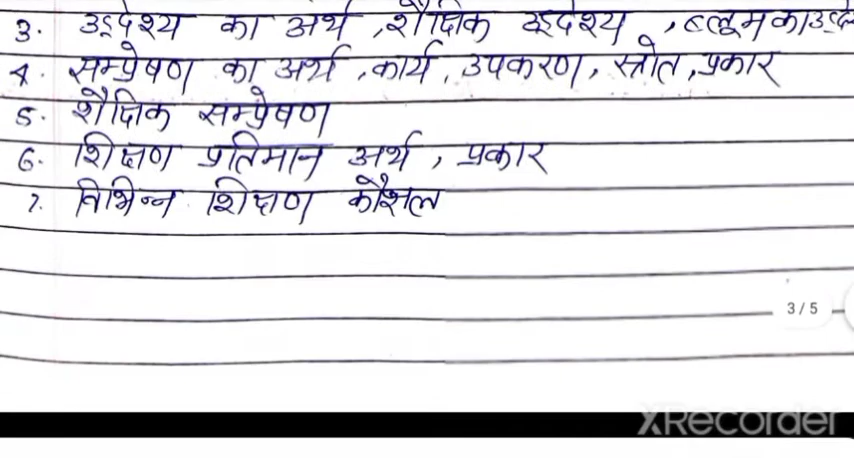 3. उद्देश्य का अर्थ, शैक्षिक उद्देश्य, ब्लूम का
4. सम्प्रेषण का अर्थ, कार्य, उपकरण, स्त्रोत, प्रकार
5. शैक्षिक सम्प्रेषण
6. शिक्षण प्रतिमान अर्थ, प्रकार
7. विभिन्न शिक्षण कौशल
3/5
XRecorder